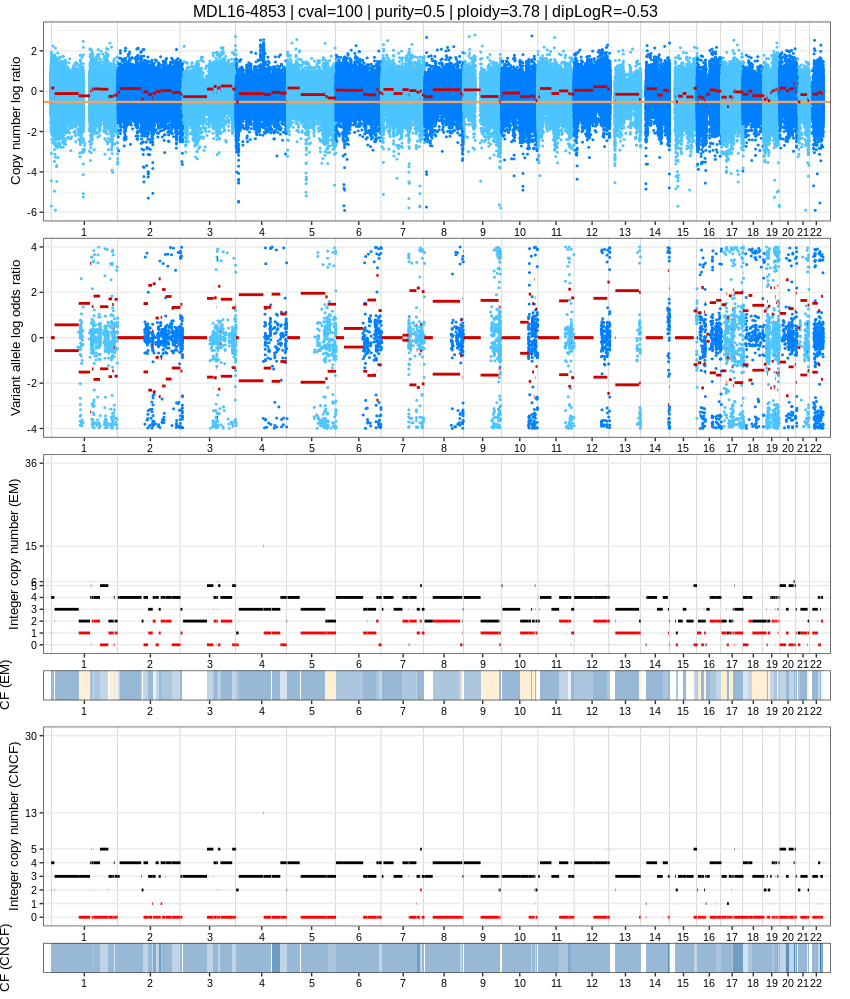 MDL16-4853 | cval=100 | purity=0.5 | ploidy=3.78 | dipLogR=-0.53
Copy number log ratio
2
0
-2
-4
-6
1 2 3 4 5 6 7 8 9 10 11 12 13 14 15 16 17 18 19 20 21 22
Variant allele log odds ratio
4
2
0
-2
-4
1 2 3 4 5 6 7 8 9 10 11 12 13 14 15 16 17 18 19 20 21 22
Integer copy number (EM)
36
15
6
5
4
3
2
1
0
1 2 3 4 5 6 7 8 9 10 11 12 13 14 15 16 17 18 19 20 21 22
CF (EM)
1 2 3 4 5 6 7 8 9 10 11 12 13 14 15 16 17 18 19 20 21 22
Integer copy number (CNCF)
30
13
5
4
3
2
1
0
1 2 3 4 5 6 7 8 9 10 11 12 13 14 15 16 17 18 19 20 21 22
CF (CNCF)
1 2 3 4 5 6 7 8 9 10 11 12 13 14 15 16 17 18 19 20 21 22